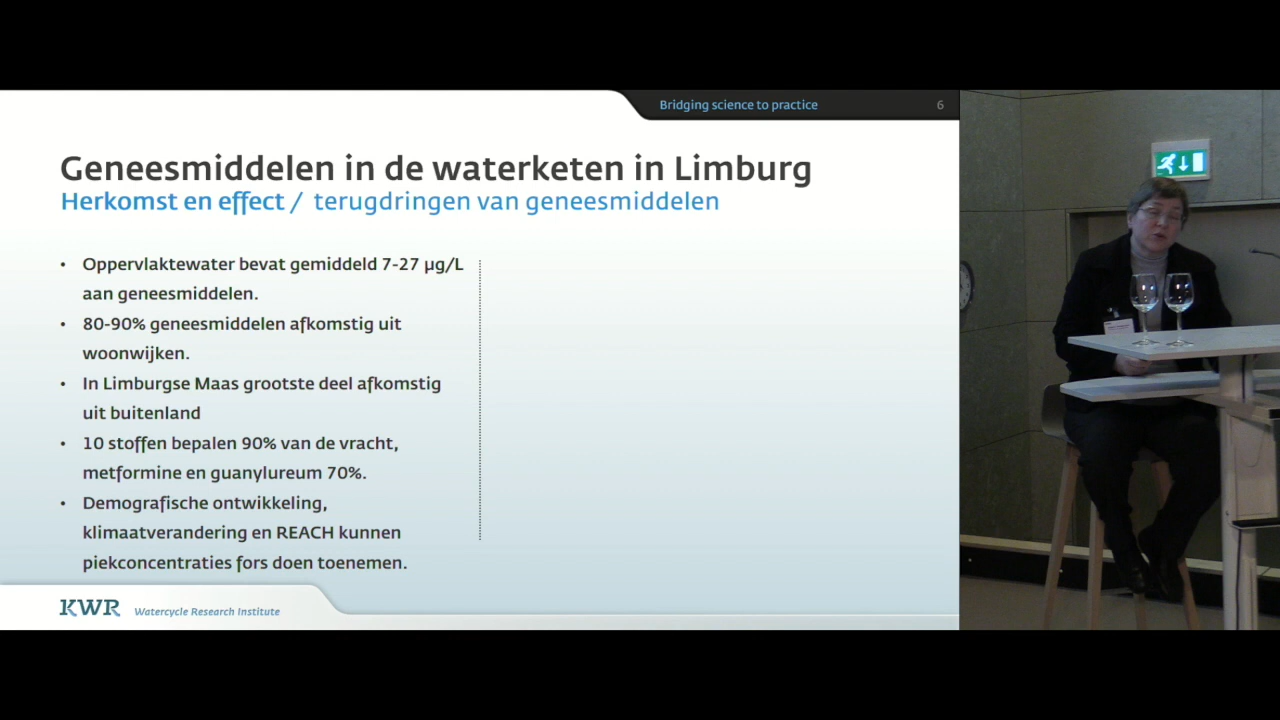 Bridging science to practice
6
Geneesmiddelen in de waterketen in Limburg
Herkomst en effect / terugdringen van geneesmiddelen
• Oppervlaktewater bevat gemiddeld 7-27 µg/L
aan geneesmiddelen.
• 80-90% geneesmiddelen afkomstig uit
woonwijken.
• In Limburgse Maas grootste deel afkomstig
uit buitenland
• 10 stoffen bepalen 90% van de vracht,
metformine en guanylureum 70%.
• Demografische ontwikkeling,
klimaatverandering en REACH kunnen
piekconcentraties fors doen toenemen.
KWR Watercycle Research Institute